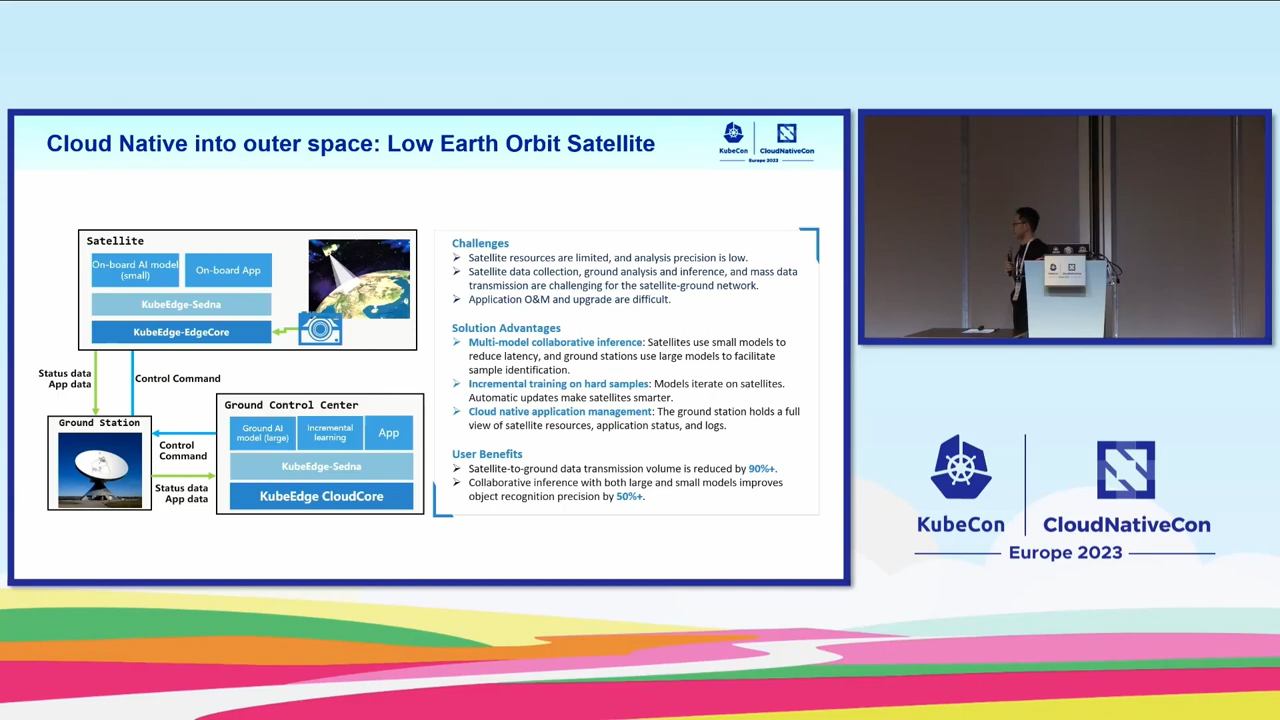 Cloud Native into outer space: Low Earth Orbit Satellite
KubeCon
CloudNativeCon
Europe 2023
Satellite
On-board AI model
(small)
On-board App
KubeEdge-Sedna
KubeEdge-EdgeCore
Status data
App data
Control Command
Ground Station
Control
Command
Status data
App data
Ground Control Center
Ground AI
model (large)
Incremental
learning
App
KubeEdge-Sedna
KubeEdge CloudCore
Challenges
➢ Satellite resources are limited, and analysis precision is low.
➢ Satellite data collection, ground analysis and inference, and mass data
transmission are challenging for the satellite-ground network.
➢ Application O&M and upgrade are difficult.
Solution Advantages
➢ Multi-model collaborative inference: Satellites use small models to
reduce latency, and ground stations use large models to facilitate
sample identification.
➢ Incremental training on hard samples: Models iterate on satellites.
Automatic updates make satellites smarter.
➢ Cloud native application management: The ground station holds a full
view of satellite resources, application status, and logs.
User Benefits
➢ Satellite-to-ground data transmission volume is reduced by 90%+.
➢ Collaborative inference with both large and small models improves
object recognition precision by 50%+.
KubeCon
CloudNativeCon
Europe 2023